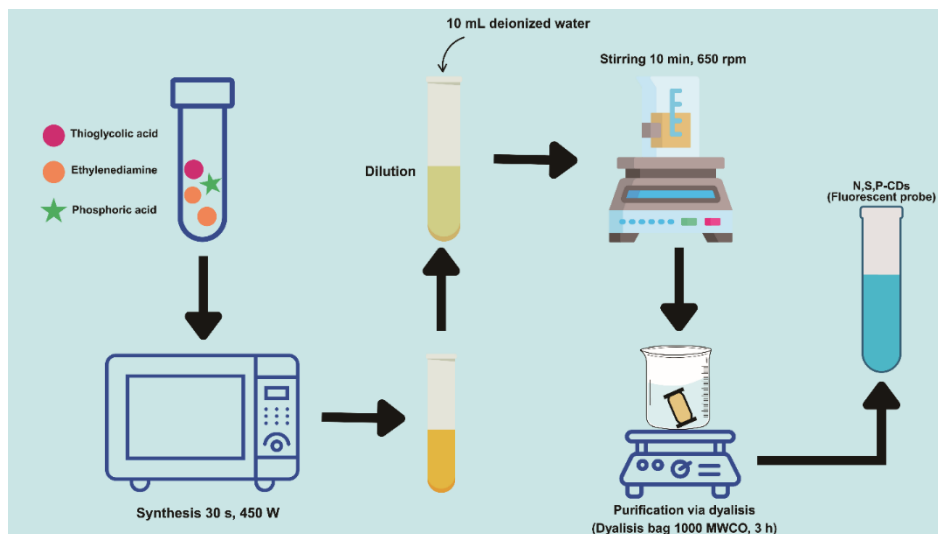 10 mL deionized water
Stirring 10 min, 650 rpm
Thioglycolic acid
Ethylenediamine
Phosphoric acid
Dilution
N,S,P-CDs
(Fluorescent probe)
Synthesis 30 s, 450 W
Purification via dyalisis
(Dyalisis bag 1000 MWCO, 3 h)